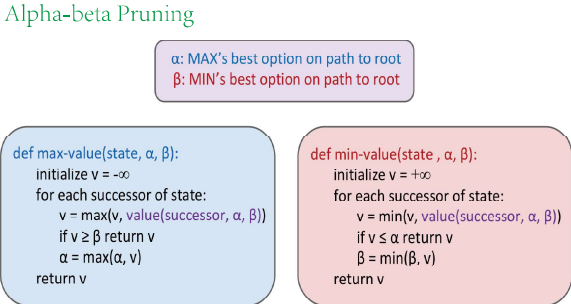 Alpha-beta Pruning
α: MAX's best option on path to root
β: MIN's best option on path to root
def max-value(state, α, β):
initialize v = -∞
for each successor of state:
v = max(v, value(successor, α, β))
if v ≥ β return v
α = max(α, v)
return v
def min-value(state , α, β):
initialize v = +∞
for each successor of state:
v = min(v, value(successor, α, β))
if v ≤ α return v
β = min(β, v)
return v